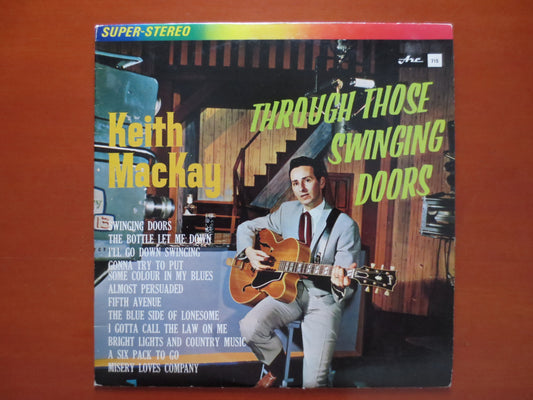 SUPER-STEREO
Arc
715
Keith
MacKay
THROUGH THOSE
SWINGING
DOORS
SWINGING DOORS
THE BOTTLE LET ME DOWN
I'LL GO DOWN SWINGING
GONNA TRY TO PUT
SOME COLOUR IN MY BLUES
ALMOST PERSUADED
FIFTH AVENUE
THE BLUE SIDE OF LONESOME
I GOTTA CALL THE LAW ON ME
BRIGHT LIGHTS AND COUNTRY MUSIC
A SIX PACK TO GO
MISERY LOVES COMPANY